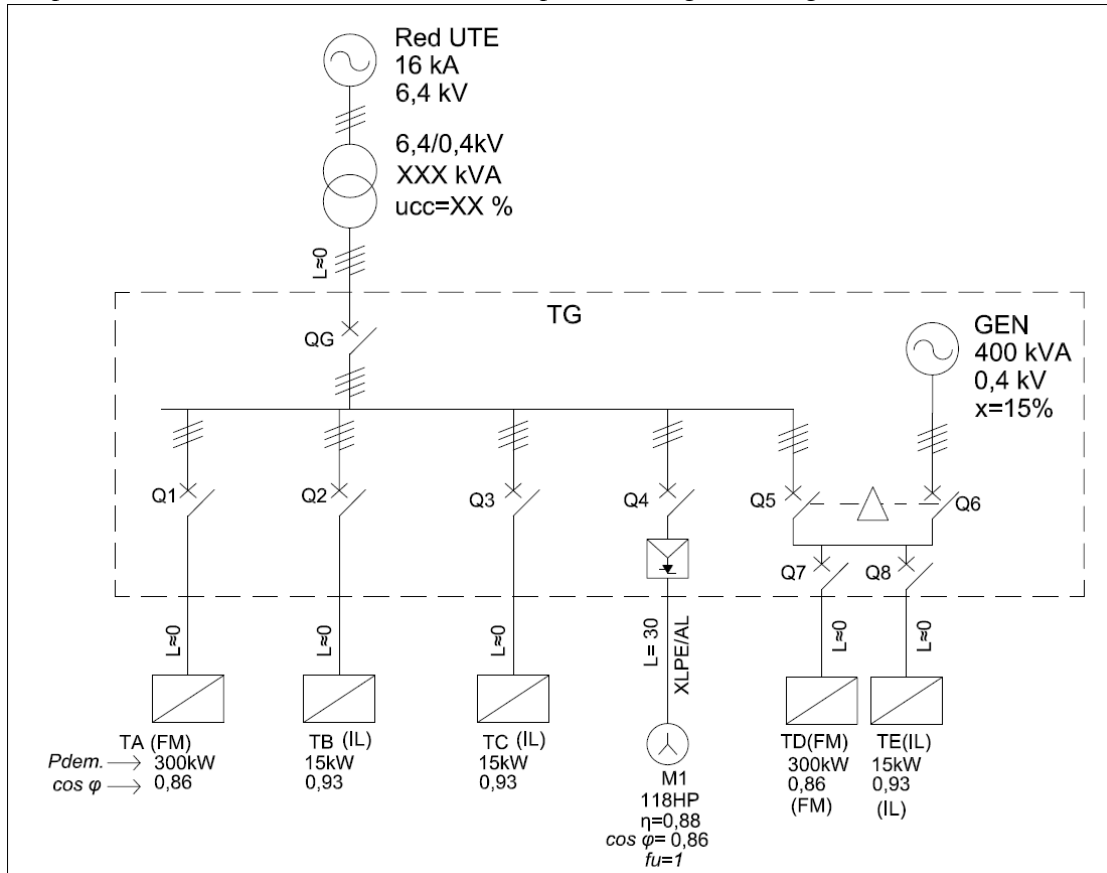 Red UTE
16 kA
6,4 kV
6,4/0,4kV
XXX kVA
ucc=XX %
L≈0
TG
QG
GEN
400 kVA
0,4 kV
x=15%
Q1
Q2
Q3
Q4
Q5
Q6
Q7
Q8
L≈0
L≈0
L≈0
L= 30
XLPE/AL
L≈0
L≈0
TA (FM)
Pdem. 300kW
cos φ 0,86
TB (IL)
15kW
0,93
TC (IL)
15kW
0,93
M1
118HP
η=0,88
cos φ= 0,86
fu=1
TD(FM)
300kW
0,86
(FM)
TE(IL)
15kW
0,93
(IL)